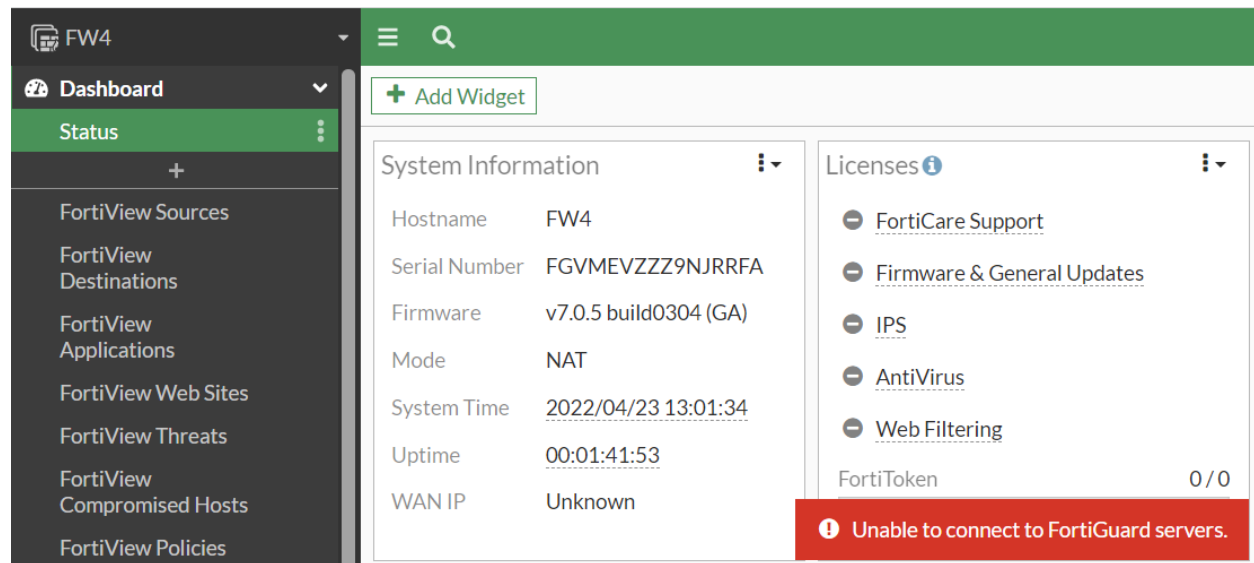 FW4
Dashboard
Status
FortiView Sources
FortiView
Destinations
FortiView
Applications
FortiView Web Sites
FortiView Threats
FortiView
Compromised Hosts
FortiView Policies
+ Add Widget
System Information
Hostname FW4
Serial Number FGVMEVZZZ9NJRRFA
Firmware v7.0.5 build0304 (GA)
Mode NAT
System Time 2022/04/23 13:01:34
Uptime 00:01:41:53
WAN IP Unknown
Licenses
FortiCare Support
Firmware & General Updates
IPS
AntiVirus
Web Filtering
FortiToken 0/0
Unable to connect to FortiGuard servers.